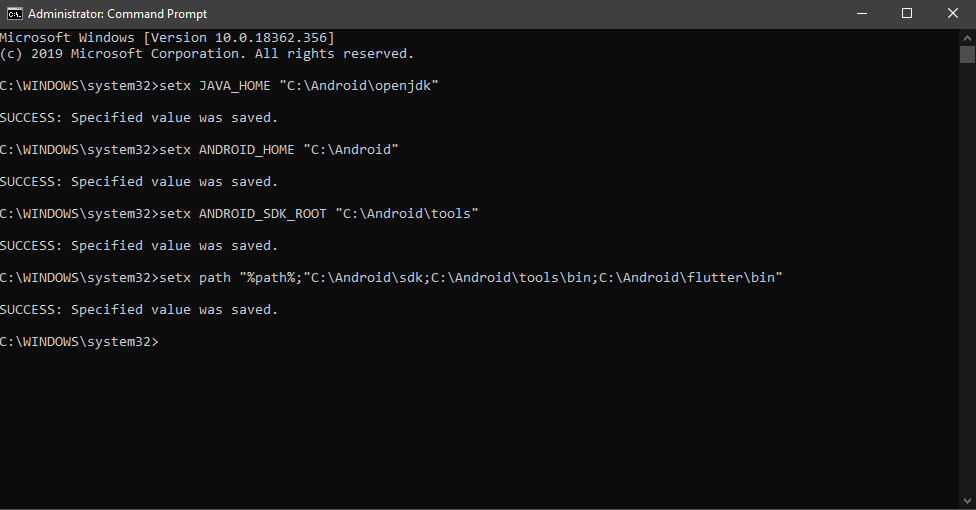 Administrator: Command Prompt
Microsoft Windows [Version 10.0.18362.356]
(c) 2019 Microsoft Corporation. All rights reserved.
C:\WINDOWS\system32>setx JAVA_HOME "C:\Android\openjdk"
SUCCESS: Specified value was saved.
C:\WINDOWS\system32>setx ANDROID_HOME "C:\Android"
SUCCESS: Specified value was saved.
C:\WINDOWS\system32>setx ANDROID_SDK_ROOT "C:\Android\tools"
SUCCESS: Specified value was saved.
C:\WINDOWS\system32>setx path "%path%;"C:\Android\sdk;C:\Android\tools\bin;C:\Android\flutter\bin"
SUCCESS: Specified value was saved.
C:\WINDOWS\system32>